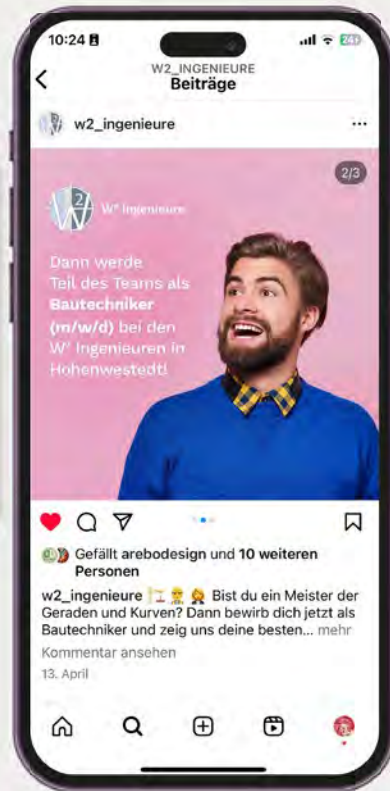 10:24
24
W2_INGENIEURE
Beiträge
w2_ingenieure
2/3
W² Ingenieure
Dann werde
Teil des Teams als
Bautechniker
(m/w/d) bei den
W² Ingenieuren in
Hohenwestedt!
Gefällt arebodesign und 10 weiteren
Personen
w2_ingenieure Bist du ein Meister der
Geraden und Kurven? Dann bewirb dich jetzt als
Bautechniker und zeig uns deine besten... mehr
Kommentar ansehen
13. April